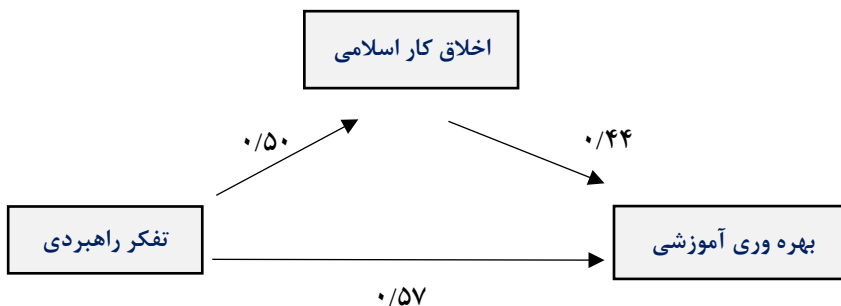 اخلاق کار اسلامی
۰/۵۰
۰/۴۴
تفکر راهبردی
بهره وری آموزشی
۰/۵۷